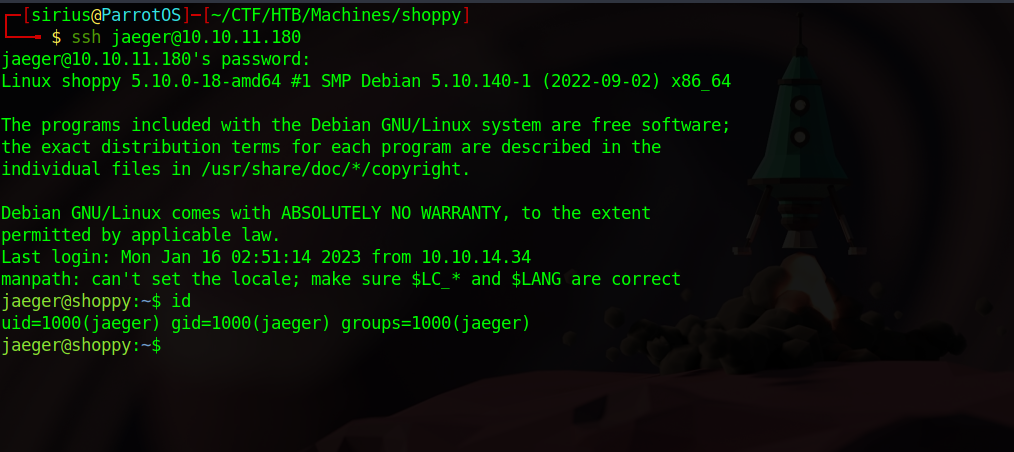 ┌─[sirius@ParrotOS]─[~/CTF/HTB/Machines/shoppy]
└──╼ $ ssh jaeger@10.10.11.180
jaeger@10.10.11.180's password:
Linux shoppy 5.10.0-18-amd64 #1 SMP Debian 5.10.140-1 (2022-09-02) x86_64

The programs included with the Debian GNU/Linux system are free software;
the exact distribution terms for each program are described in the
individual files in /usr/share/doc/*/copyright.

Debian GNU/Linux comes with ABSOLUTELY NO WARRANTY, to the extent
permitted by applicable law.
Last login: Mon Jan 16 02:51:14 2023 from 10.10.14.34
manpath: can't set the locale; make sure $LC_* and $LANG are correct
jaeger@shoppy:~$ id
uid=1000(jaeger) gid=1000(jaeger) groups=1000(jaeger)
jaeger@shoppy:~$